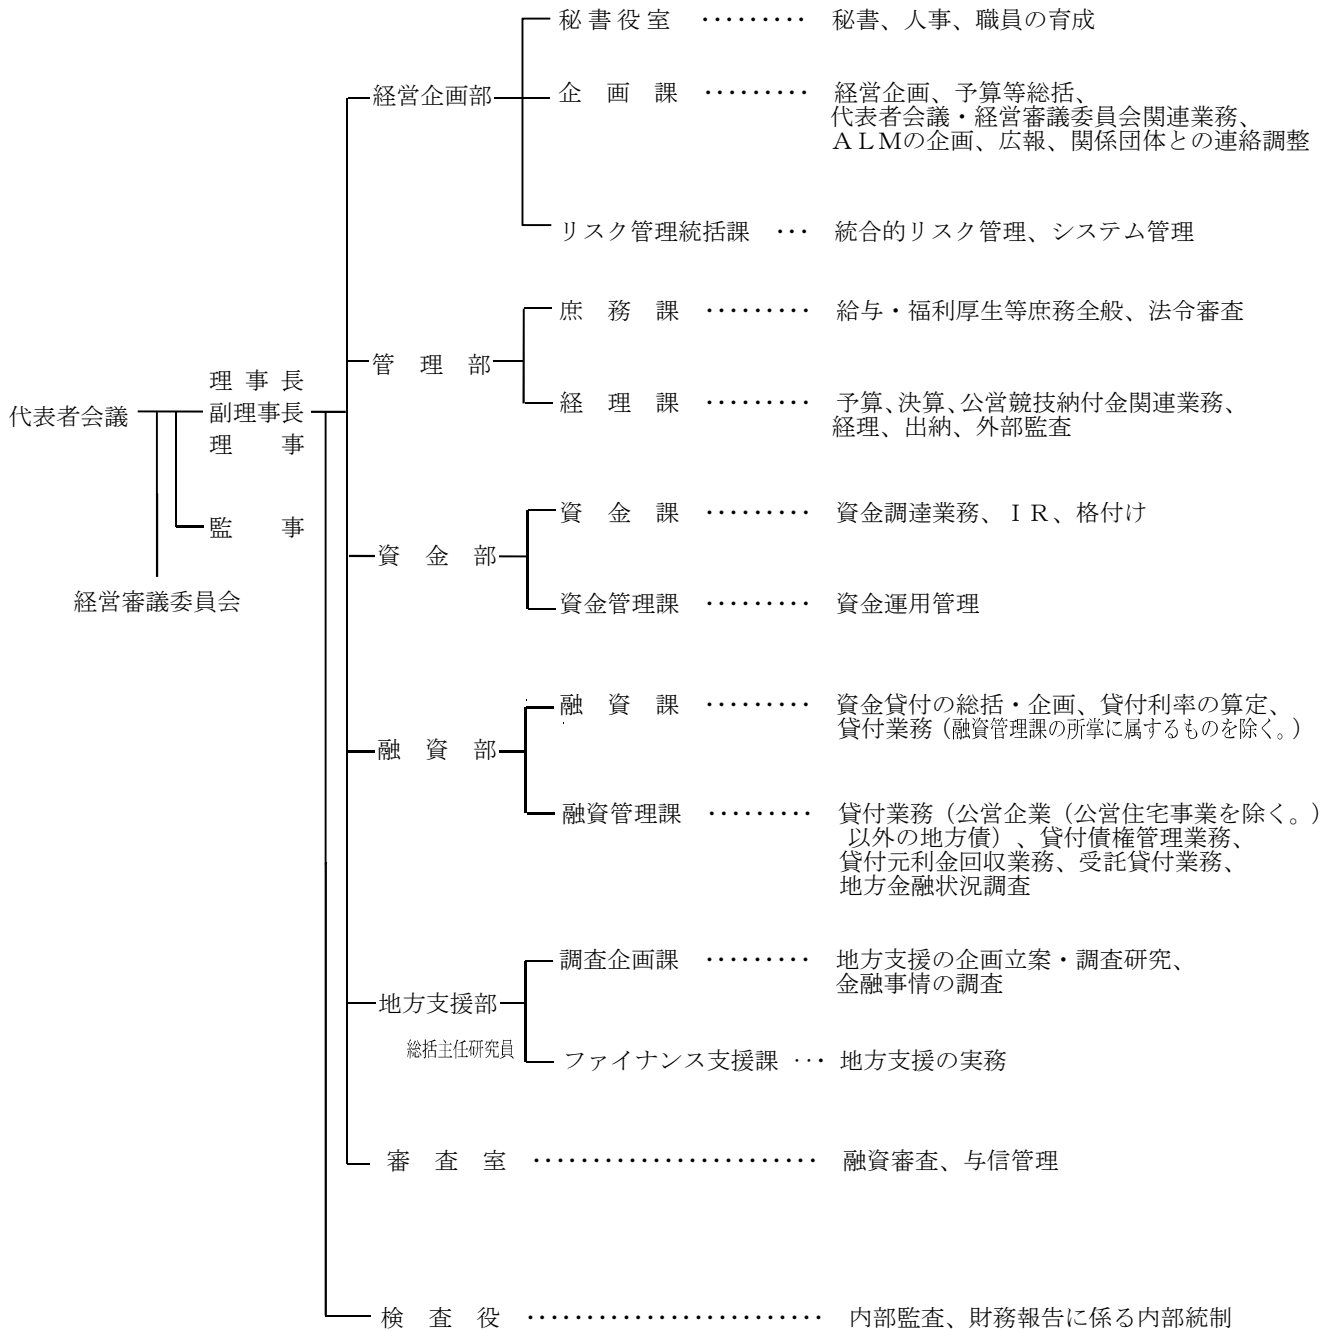 秘書役室 ········· 秘書、人事、職員の育成
経営企画部
企画課 ········· 経営企画、予算等総括、
代表者会議・経営審議委員会関連業務、
ALMの企画、広報、関係団体との連絡調整
リスク管理統括課 ··· 統合的リスク管理、システム管理
庶務課 ········· 給与・福利厚生等庶務全般、法令審査
管理部
経理課 ········· 予算、決算、公営競技納付金関連業務、
経理、出納、外部監査
代表者会議
理事長
副理事長
理事
監事
経営審議委員会
資金課 ········· 資金調達業務、IR、格付け
資金部
資金管理課 ········· 資金運用管理
融資課 ········· 資金貸付の総括・企画、貸付利率の算定、
貸付業務(融資管理課の所掌に属するものを除く。)
融資部
融資管理課 ········· 貸付業務(公営企業(公営住宅事業を除く。)
以外の地方債)、貸付債権管理業務、
貸付元利金回収業務、受託貸付業務、
地方金融状況調査
調査企画課 ········· 地方支援の企画立案・調査研究、
金融事情の調査
地方支援部
総括主任研究員
ファイナンス支援課 ··· 地方支援の実務
審査室 ························ 融資審査、与信管理
検査役 ························· 内部監査、財務報告に係る内部統制